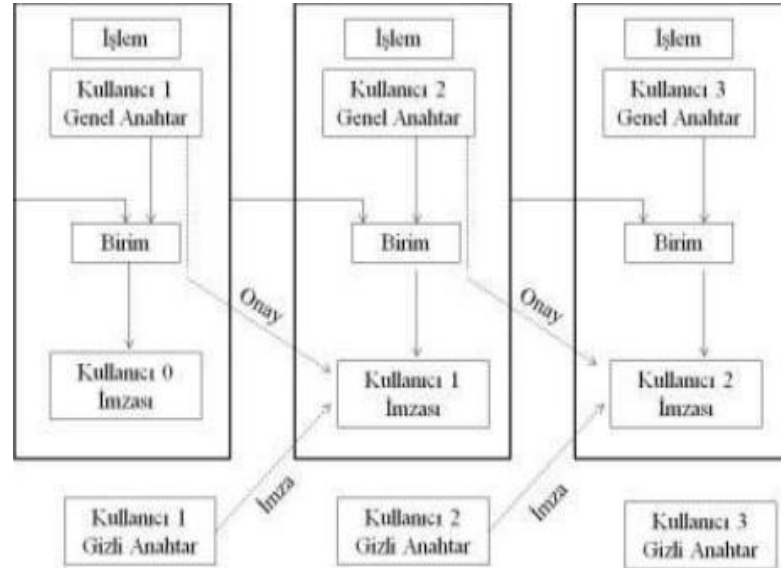 İşlem
Kullanıcı 1
Genel Anahtar
Birim
Kullanıcı 0
İmzası
Kullanıcı 1
Gizli Anahtar
Onay
İmza
İşlem
Kullanıcı 2
Genel Anahtar
Birim
Kullanıcı 1
İmzası
Kullanıcı 2
Gizli Anahtar
Onay
İmza
İşlem
Kullanıcı 3
Genel Anahtar
Birim
Kullanıcı 2
İmzası
Kullanıcı 3
Gizli Anahtar